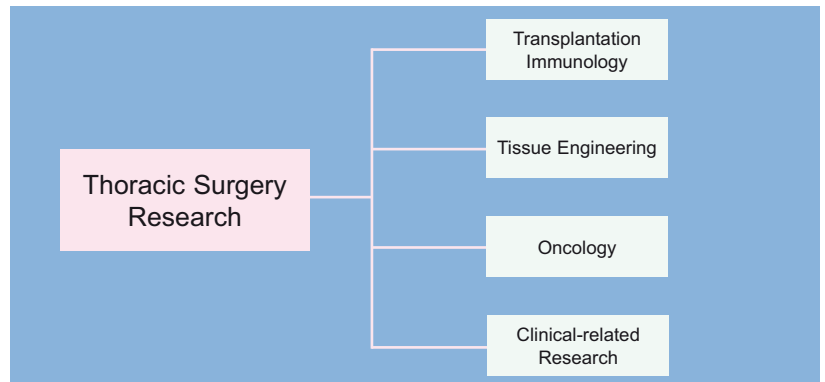 Thoracic Surgery
Research
Transplantation
Immunology
Tissue Engineering
Oncology
Clinical-related
Research